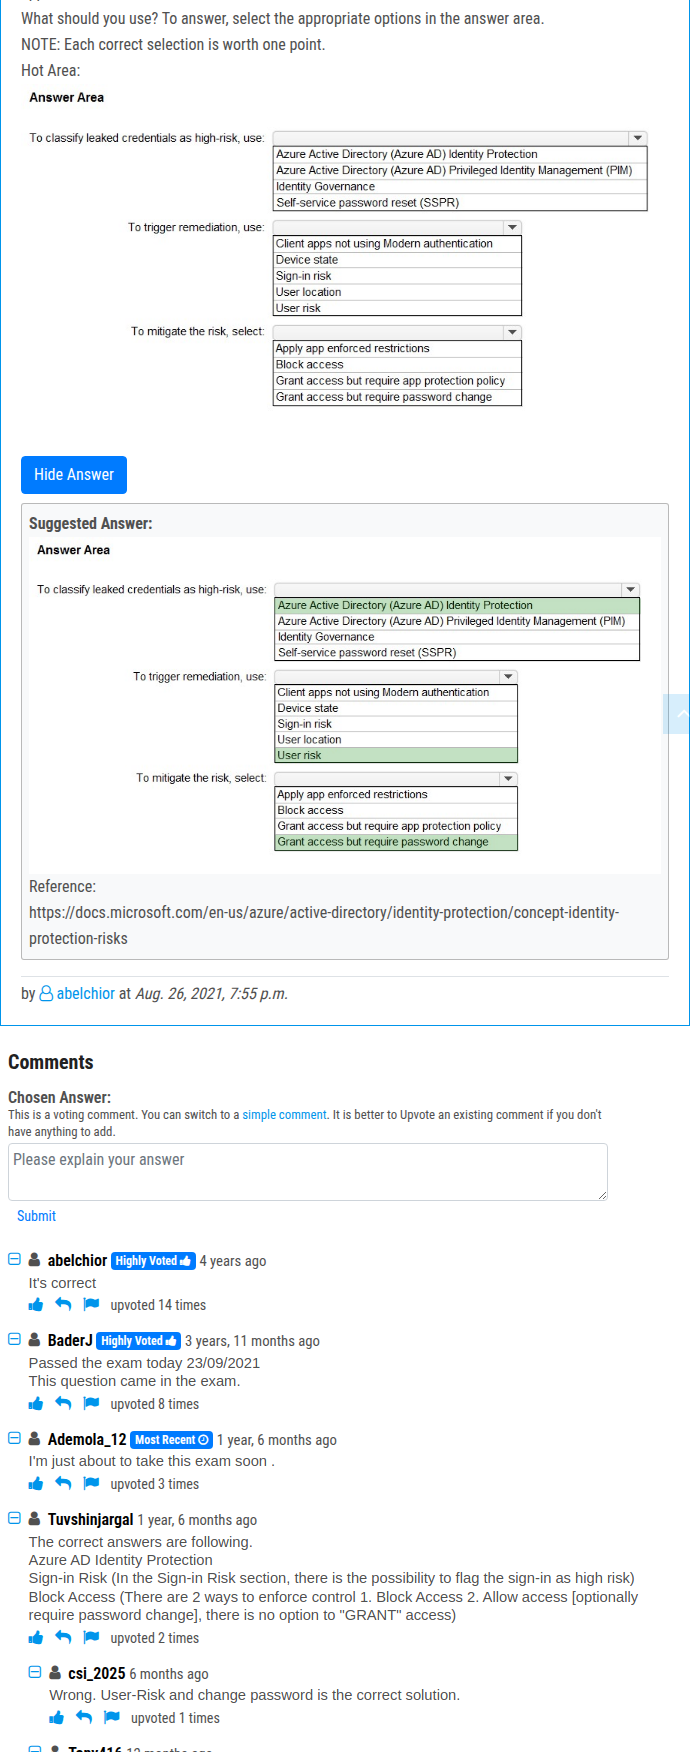 What should you use? To answer, select the appropriate options in the answer area.
NOTE: Each correct selection is worth one point.
Hot Area:
Answer Area
To classify leaked credentials as high-risk, use:
Azure Active Directory (Azure AD) Identity Protection
Azure Active Directory (Azure AD) Privileged Identity Management (PIM)
Identity Governance
Self-service password reset (SSPR)
To trigger remediation, use:
Client apps not using Modern authentication
Device state
Sign-in risk
User location
User risk
To mitigate the risk, select:
Apply app enforced restrictions
Block access
Grant access but require app protection policy
Grant access but require password change
Hide Answer
Suggested Answer:
Answer Area
To classify leaked credentials as high-risk, use:
Azure Active Directory (Azure AD) Identity Protection
Azure Active Directory (Azure AD) Privileged Identity Management (PIM)
Identity Governance
Self-service password reset (SSPR)
To trigger remediation, use:
Client apps not using Modern authentication
Device state
Sign-in risk
User location
User risk
To mitigate the risk, select:
Apply app enforced restrictions
Block access
Grant access but require app protection policy
Grant access but require password change
Reference:
https://docs.microsoft.com/en-us/azure/active-directory/identity-protection/concept-identity-
protection-risks
by abelchior at Aug. 26, 2021, 7:55 p.m.
Comments
Chosen Answer:
This is a voting comment. You can switch to a simple comment. It is better to Upvote an existing comment if you don't
have anything to add.
Please explain your answer
Submit
abelchior Highly Voted 4 years ago
It's correct
upvoted 14 times
BaderJ Highly Voted 3 years, 11 months ago
Passed the exam today 23/09/2021
This question came in the exam.
upvoted 8 times
Ademola_12 Most Recent 1 year, 6 months ago
I'm just about to take this exam soon .
upvoted 3 times
Tuvshinjargal 1 year, 6 months ago
The correct answers are following.
Azure AD Identity Protection
Sign-in Risk (In the Sign-in Risk section, there is the possibility to flag the sign-in as high risk)
Block Access (There are 2 ways to enforce control 1. Block Access 2. Allow access [optionally
require password change], there is no option to "GRANT" access)
upvoted 2 times
csi_2025 6 months ago
Wrong. User-Risk and change password is the correct solution.
upvoted 1 times